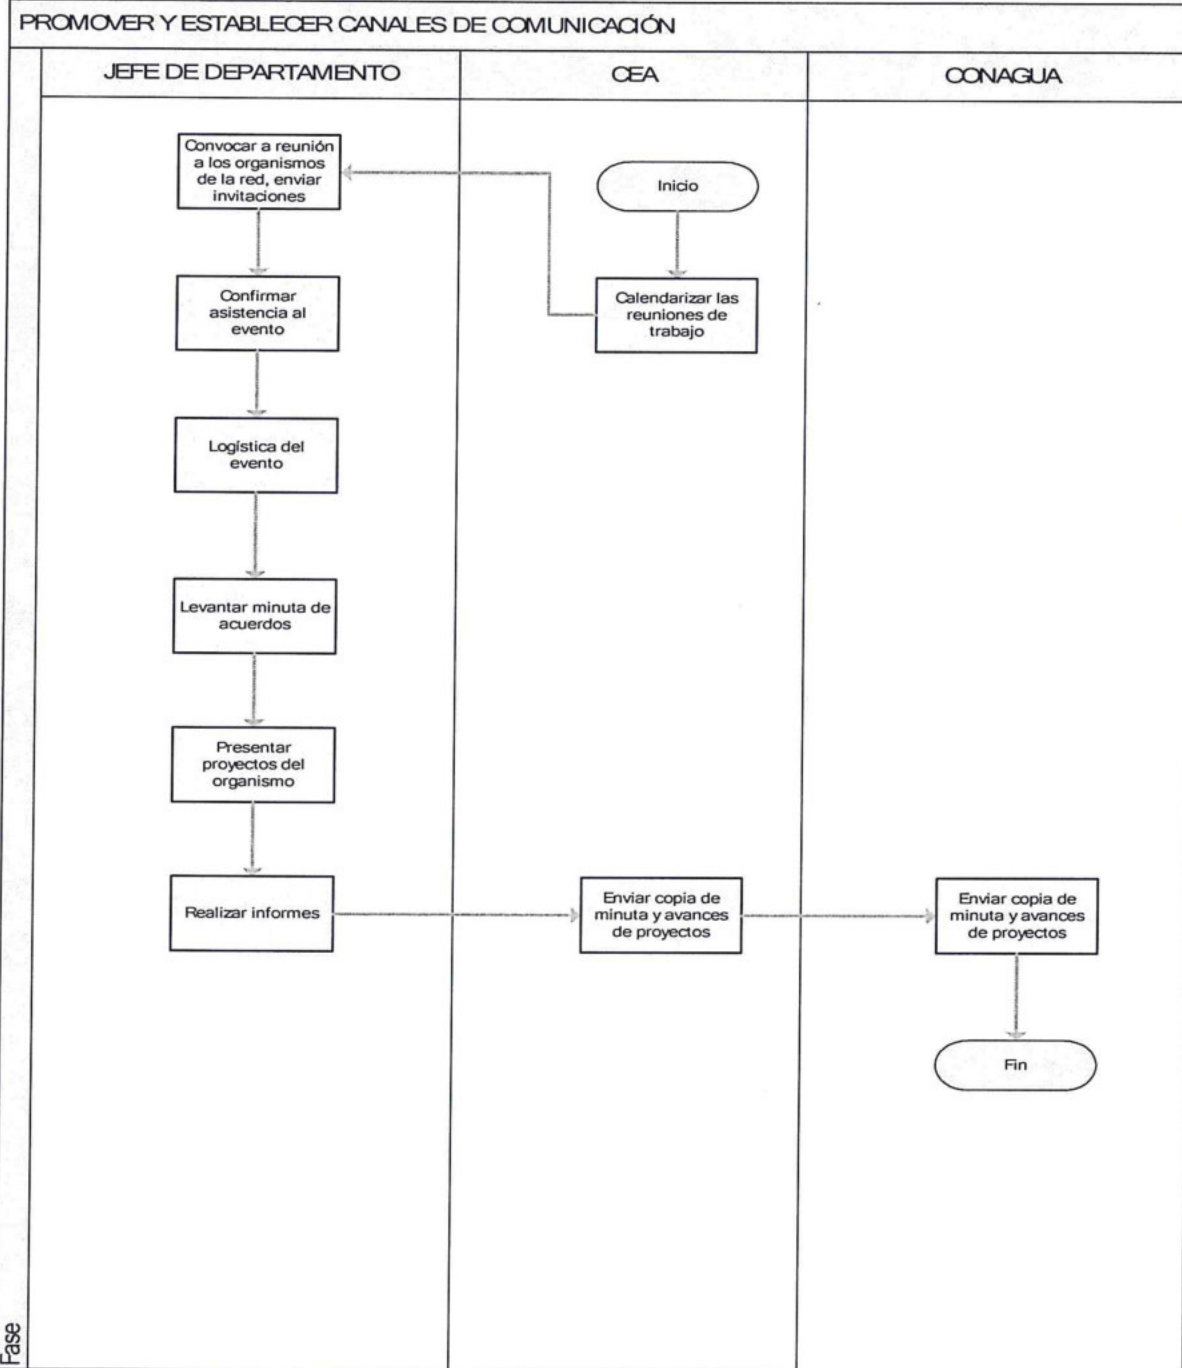 PROMOVER Y ESTABLECER CANALES DE COMUNICACIÓN
JEFE DE DEPARTAMENTO
CEA
CONAGUA
Convocar a reunión
a los organismos
de la red, enviar
invitaciones
Inicio
Confirmar
asistencia al
evento
Calendarizar las
reuniones de
trabajo
Logística del
evento
Levantar minuta de
acuerdos
Presentar
proyectos del
organismo
Realizar informes
Enviar copia de
minuta y avances
de proyectos
Enviar copia de
minuta y avances
de proyectos
Fin
Fase